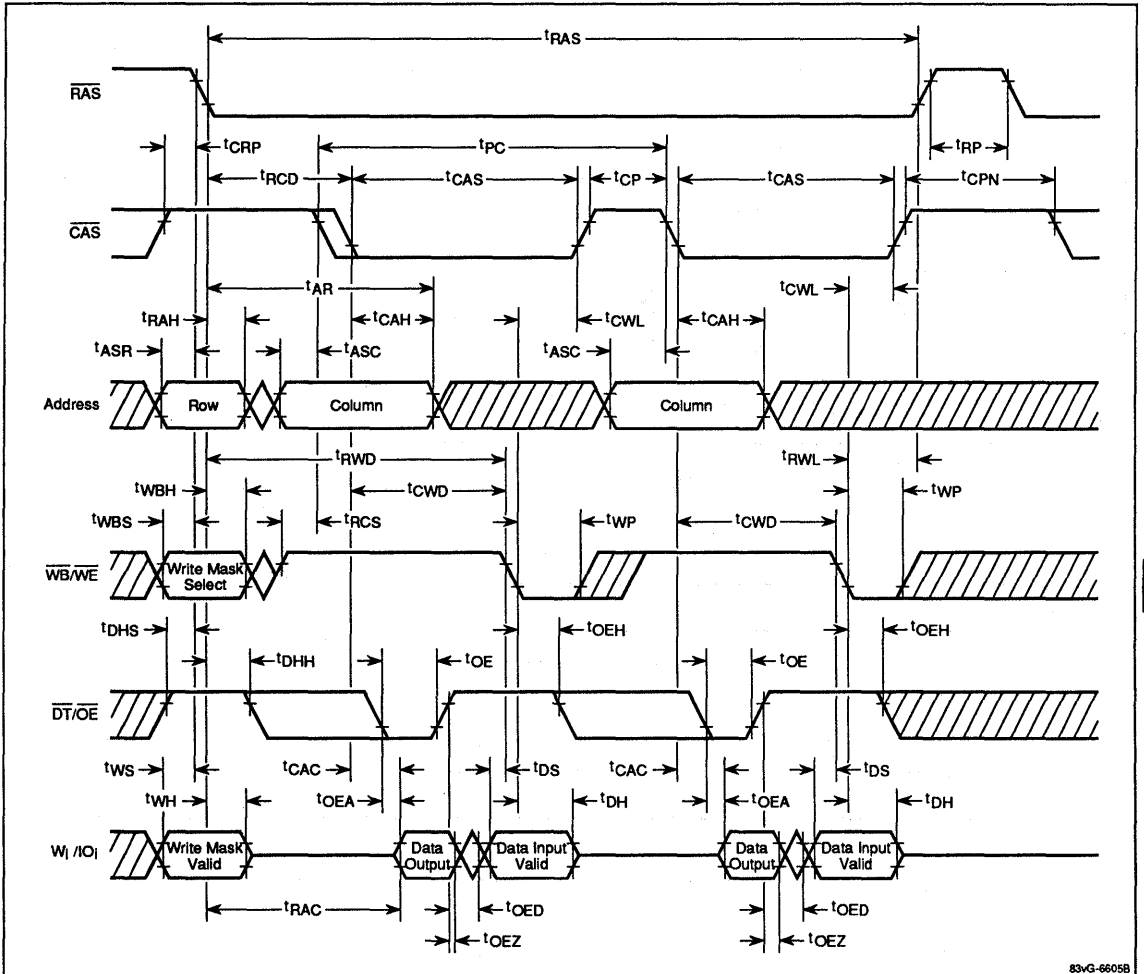 tRAS
RAS
tCRP
tPC
tRP
tRCD
tCAS
tCP
tCAS
tCPN
CAS
tAR
tCWL
tRAH
tCAH
tCWL
tCAH
tASR
tASC
tASC
Address
Row
Column
Column
tRWD
tRWL
tWBH
tCWD
tWP
tWBS
tRCS
tWP
tCWD
WB/WE
Write Mask
Select
tDHS
tOEH
tOEH
tDHH
tOE
tOE
DT/OE
tWS
tCAC
tDS
tCAC
tDS
tWH
tOEA
tDH
tOEA
tDH
Wi /IOi
Write Mask
Valid
Data
Output
Data Input
Valid
Data
Output
Data Input
Valid
tRAC
tOED
tOED
tOEZ
tOEZ
83vG-6605B